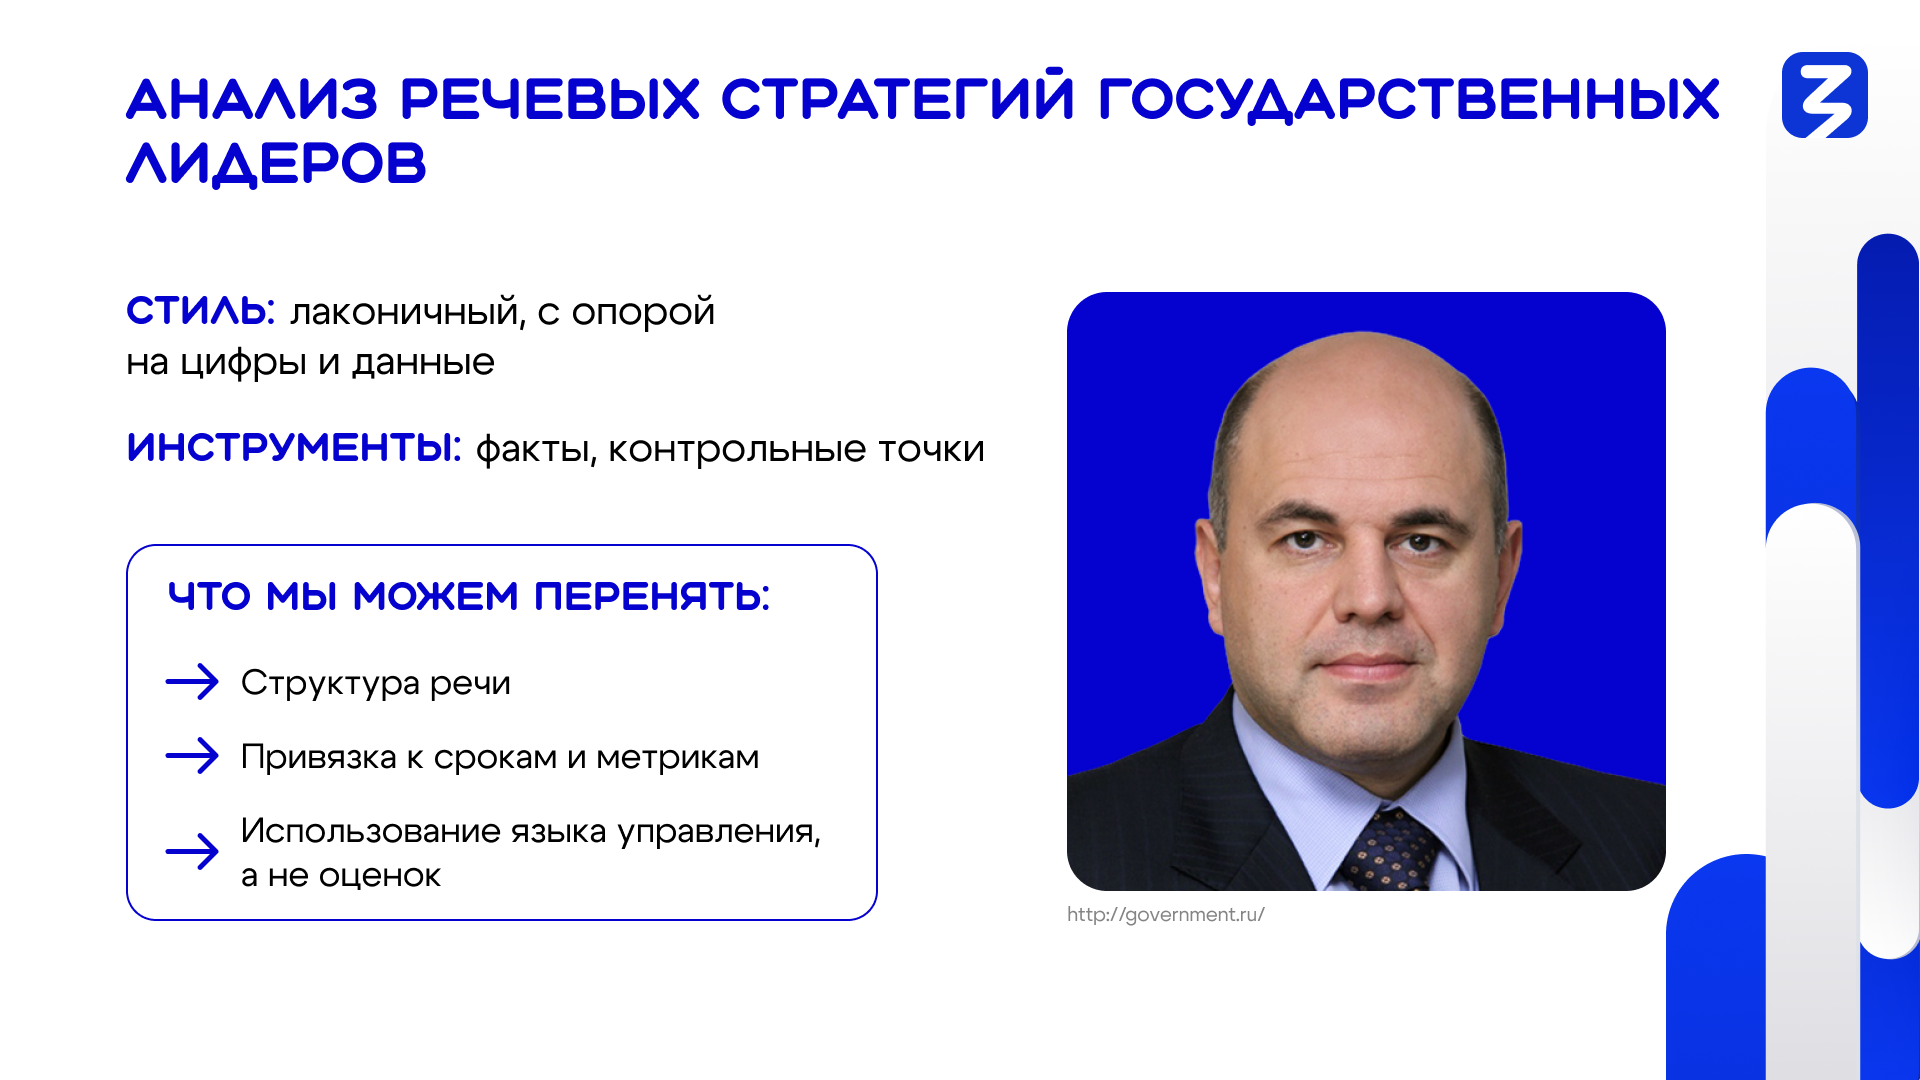 АНАЛИЗ РЕЧЕВЫХ СТРАТЕГИЙ ГОСУДАРСТВЕННЫХ
ЛИДЕРОВ
СТИЛЬ: лаконичный, с опорой
на цифры и данные
ИНСТРУМЕНТЫ: факты, контрольные точки
ЧТО МЫ МОЖЕМ ПЕРЕНЯТЬ:
Структура речи
Привязка к срокам и метрикам
Использование языка управления,
а не оценок
http://government.ru/